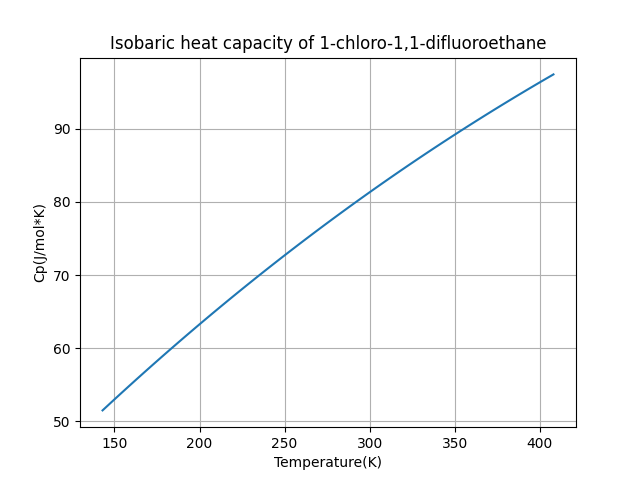 Isobaric heat capacity of 1-chloro-1,1-difluoroethane
Cp(J/mol*K)
90
80
70
60
50
150 200 250 300 350 400
Temperature(K)